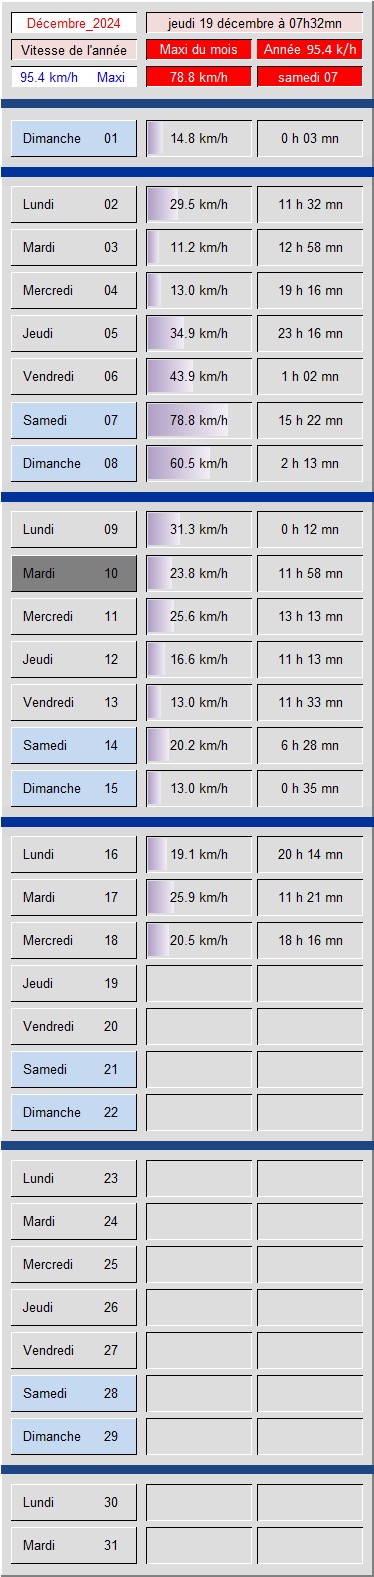 Décembre_2024 jeudi 19 décembre à 07h32mn
Vitesse de l'année Maxi du mois Année 95.4 k/h
95.4 km/h Maxi 78.8 km/h samedi 07
Dimanche 01 14.8 km/h 0 h 03 mn
Lundi 02 29.5 km/h 11 h 32 mn
Mardi 03 11.2 km/h 12 h 58 mn
Mercredi 04 13.0 km/h 19 h 16 mn
Jeudi 05 34.9 km/h 23 h 16 mn
Vendredi 06 43.9 km/h 1 h 02 mn
Samedi 07 78.8 km/h 15 h 22 mn
Dimanche 08 60.5 km/h 2 h 13 mn
Lundi 09 31.3 km/h 0 h 12 mn
Mardi 10 23.8 km/h 11 h 58 mn
Mercredi 11 25.6 km/h 13 h 13 mn
Jeudi 12 16.6 km/h 11 h 13 mn
Vendredi 13 13.0 km/h 11 h 33 mn
Samedi 14 20.2 km/h 6 h 28 mn
Dimanche 15 13.0 km/h 0 h 35 mn
Lundi 16 19.1 km/h 20 h 14 mn
Mardi 17 25.9 km/h 11 h 21 mn
Mercredi 18 20.5 km/h 18 h 16 mn
Jeudi 19
Vendredi 20
Samedi 21
Dimanche 22
Lundi 23
Mardi 24
Mercredi 25
Jeudi 26
Vendredi 27
Samedi 28
Dimanche 29
Lundi 30
Mardi 31